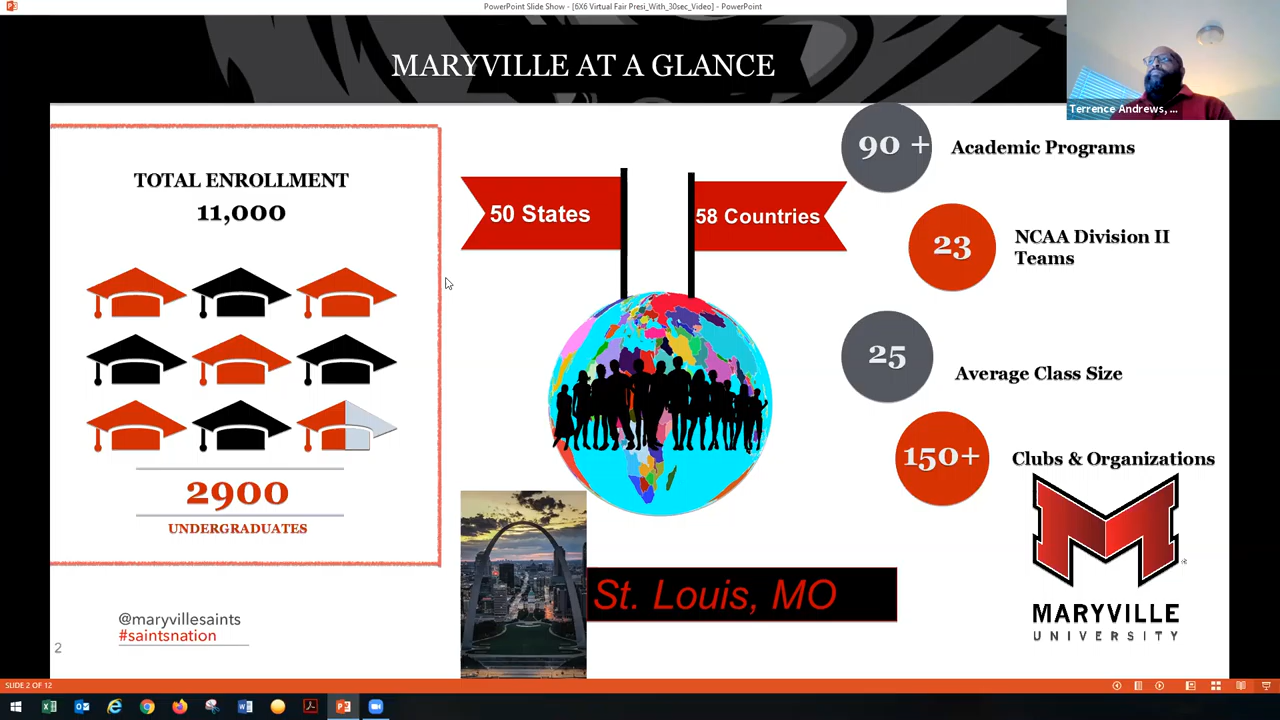 PowerPoint Slide Show - [6X6 Virtual Fair Presi_With_30sec_Video] - PowerPoint
MARYVILLE AT A GLANCE
Terrence Andrews, ...
TOTAL ENROLLMENT
11,000
2900
UNDERGRADUATES
@maryvillesaints
#saintsnation
2
50 States
58 Countries
St. Louis, MO
90 +
Academic Programs
23
NCAA Division II
Teams
25
Average Class Size
150+
Clubs & Organizations
MARYVILLE
UNIVERSITY
SLIDE 2 OF 12